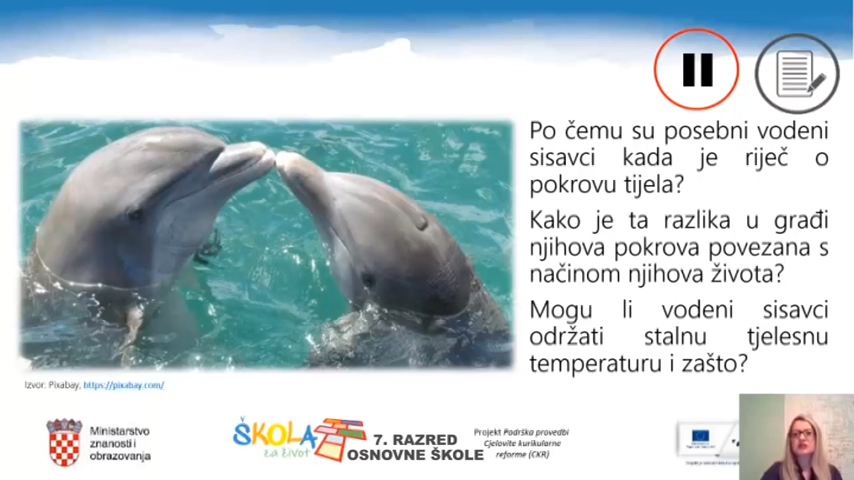 Po čemu su posebni vodeni
sisavci kada je riječ o
pokrovu tijela?
Kako je ta razlika u građi
njihova pokrova povezana s
načinom njihova života?
Mogu li vodeni sisavci
održati stalnu tjelesnu
temperaturu i zašto?
Izvor: Pixabay, https://pixabay.com/
Ministarstvo
znanosti i
obrazovanja
ŠKOLA
za život
7. RAZRED
OSNOVNE ŠKOLE
Projekt Podrška provedbi
Cjelovite kurikularne
reforme (CKR)